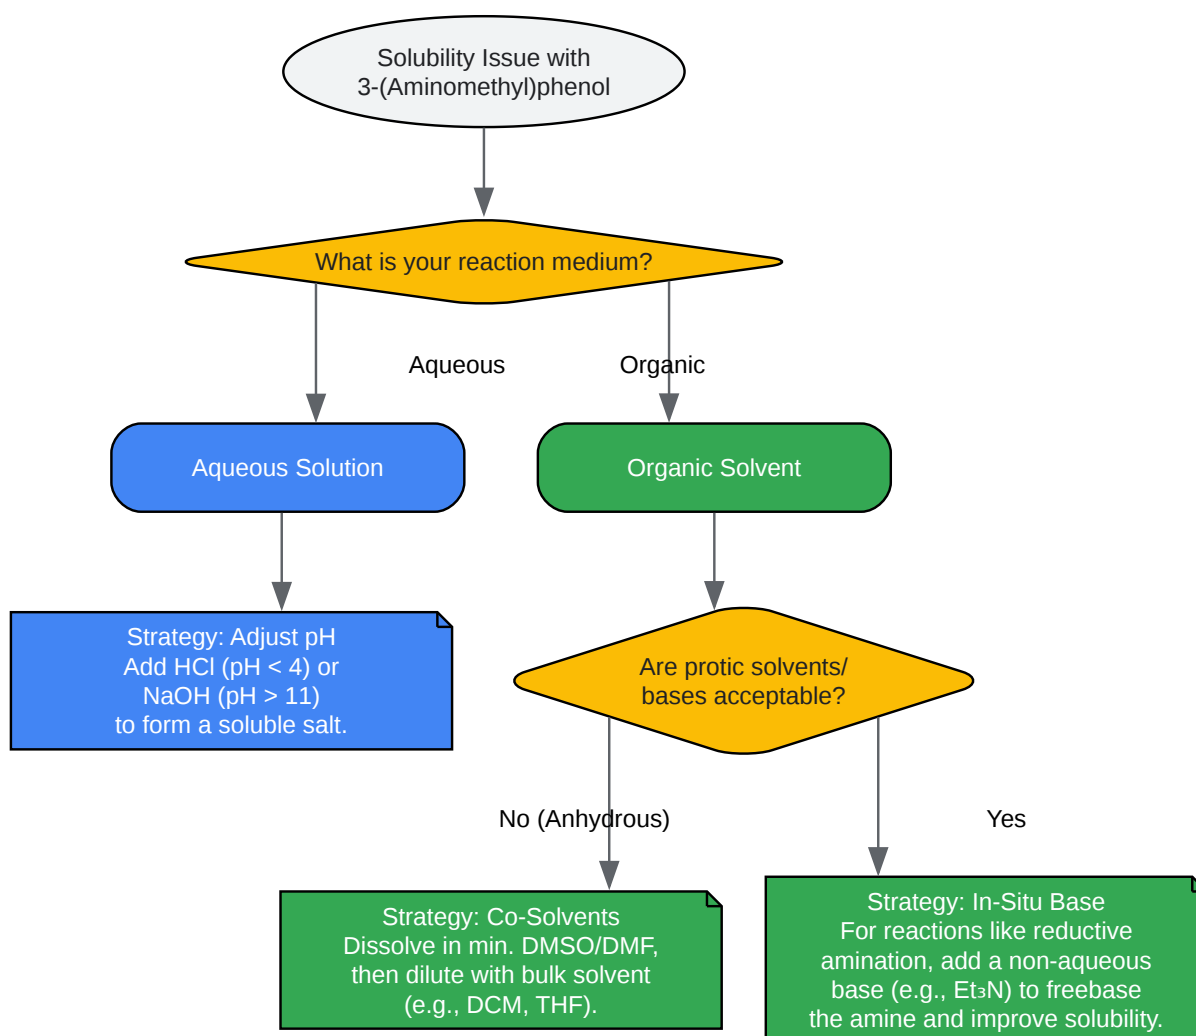 Solubility Issue with
3-(Aminomethyl)phenol
What is your reaction medium?
Aqueous
Organic
Aqueous Solution
Organic Solvent
Strategy: Adjust pH
Add HCl (pH < 4) or
NaOH (pH > 11)
to form a soluble salt.
Are protic solvents/
bases acceptable?
No (Anhydrous)
Yes
Strategy: Co-Solvents
Dissolve in min. DMSO/DMF,
then dilute with bulk solvent
(e.g., DCM, THF).
Strategy: In-Situ Base
For reactions like reductive
amination, add a non-aqueous
base (e.g., Et₃N) to freebase
the amine and improve solubility.